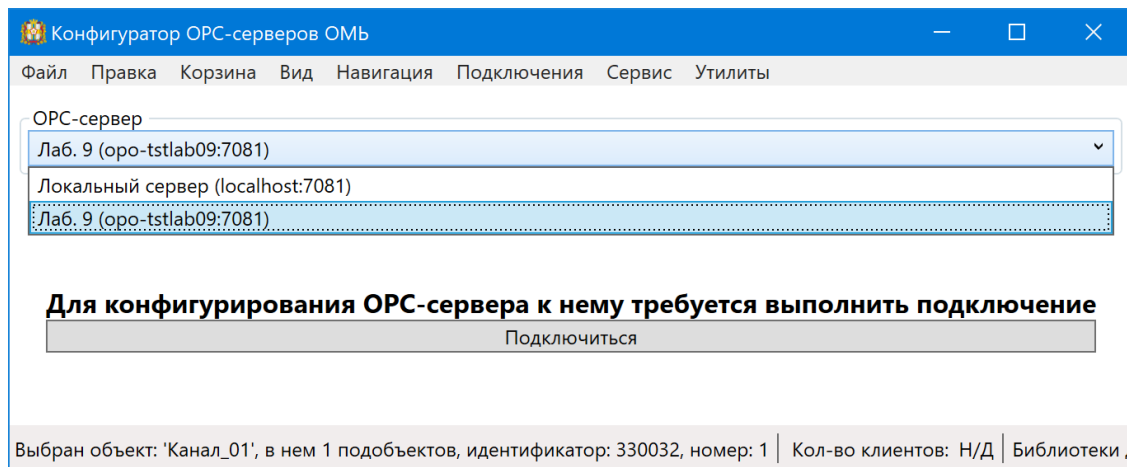 Конфигуратор OPC-серверов ОМЬ
Файл Правка Корзина Вид Навигация Подключения Сервис Утилиты
OPC-сервер
Лаб. 9 (opo-tstlab09:7081)
Локальный сервер (localhost:7081)
Лаб. 9 (opo-tstlab09:7081)
Для конфигурирования OPC-сервера к нему требуется выполнить подключение
Подключиться
Выбран объект: 'Канал_01', в нем 1 подобъектов, идентификатор: 330032, номер: 1 Кол-во клиентов: Н/Д Библиотеки